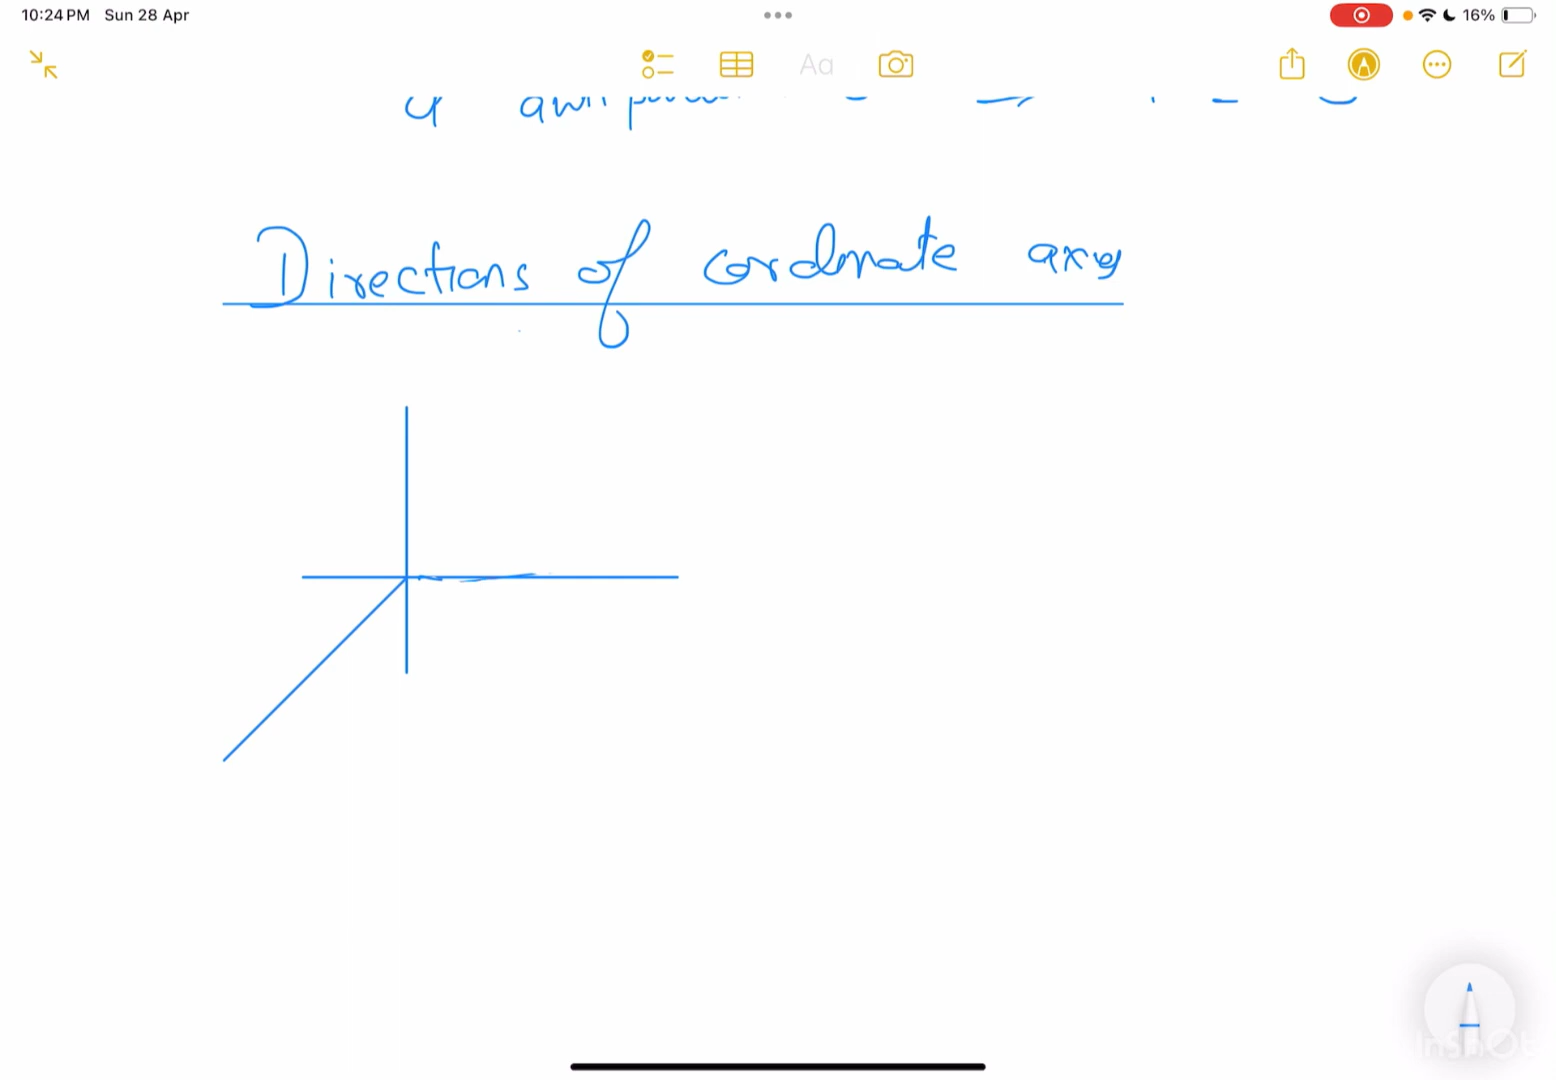 10:24 PM Sun 28 Apr 16%
Aa
Directions of cordinate axes